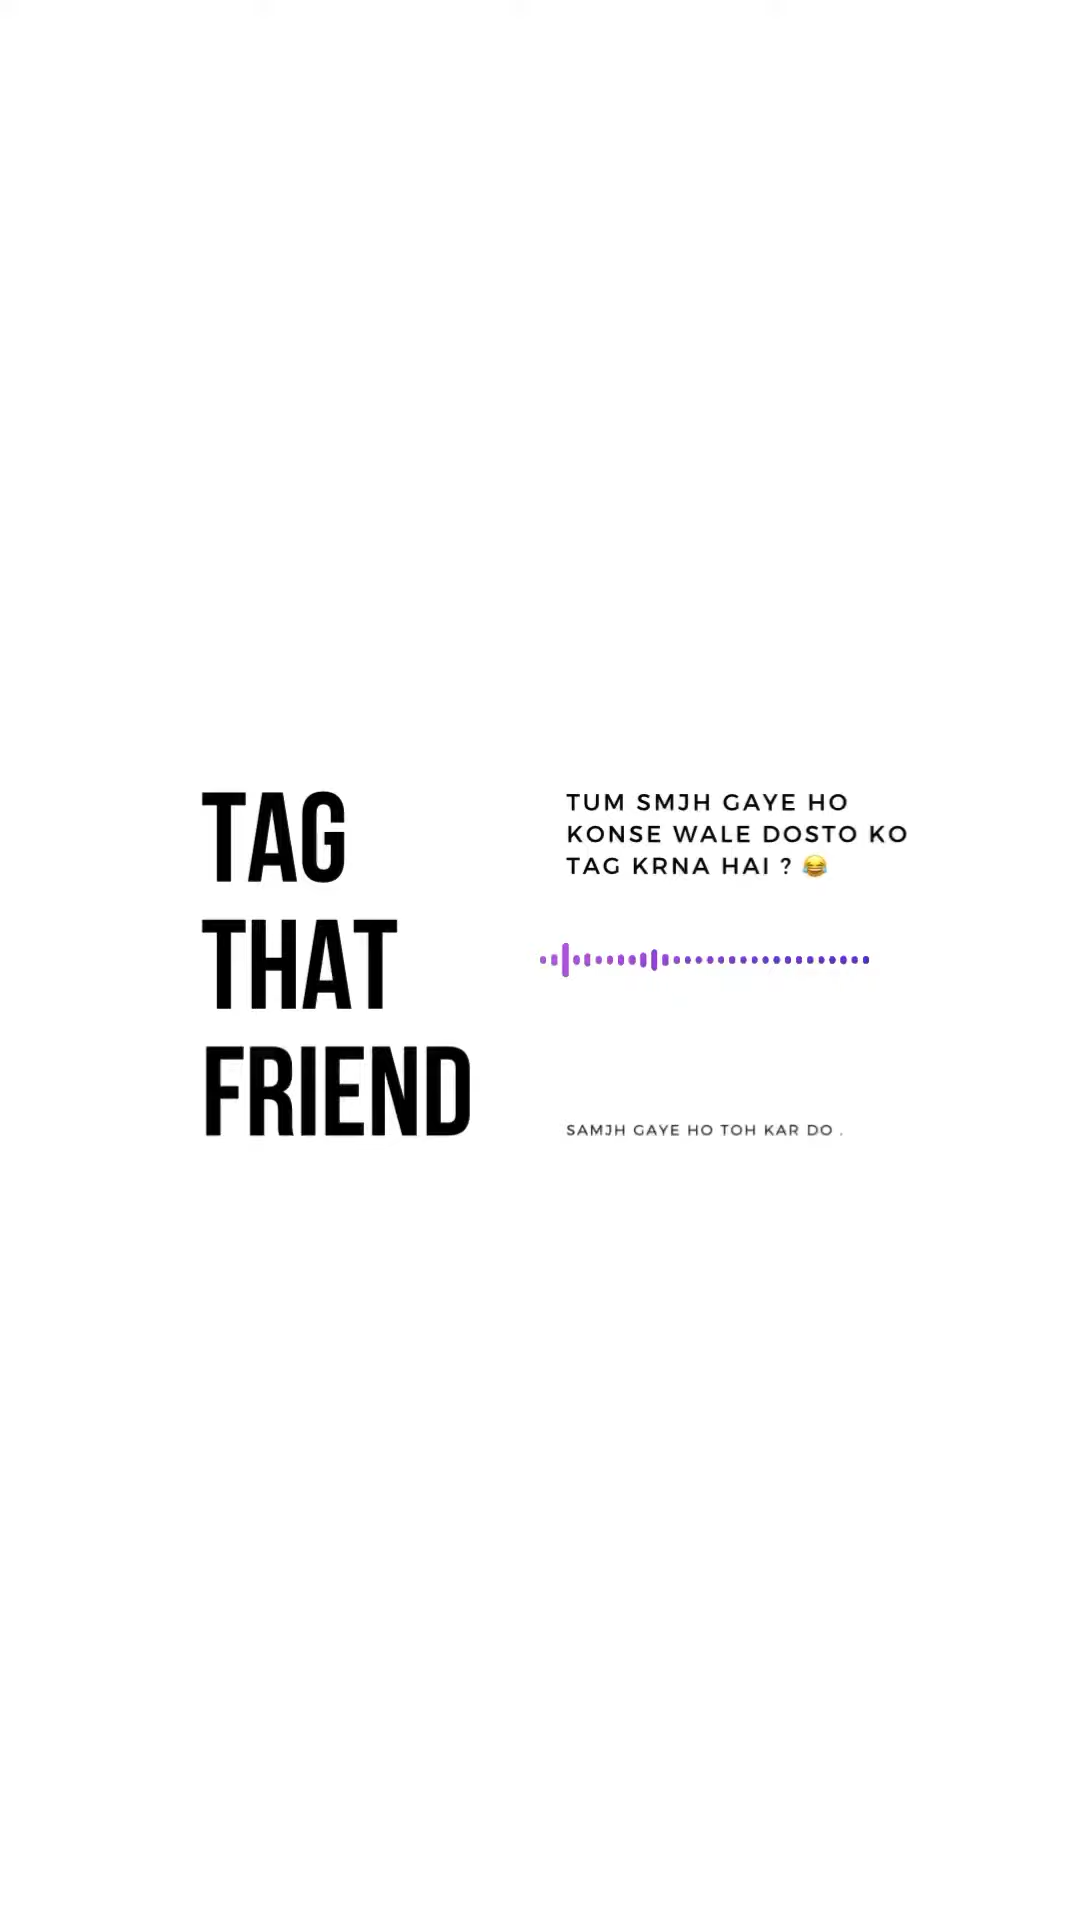 TAG
THAT
FRIEND
TUM SMJH GAYE HO
KONSE WALE DOSTO KO
TAG KRNA HAI ? 😂
SAMJH GAYE HO TOH KAR DO .